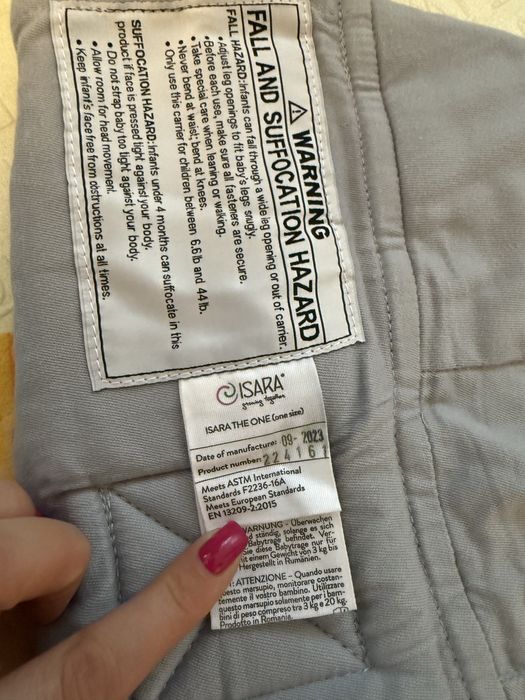 ⚠ WARNING
FALL AND SUFFOCATION HAZARD
FALL HAZARD: Infants can fall through a wide leg opening or out of carrier.
•Adjust leg openings to fit baby's legs snugly.
•Before each use, make sure all fasteners are secure.
•Take special care when leaning or walking.
•Never bend at waist; bend at knees.
• Only use this carrier for children between 6.6lb and 44lb.
SUFFOCATION HAZARD: Infants under 4 months can suffocate in this
product if face is pressed tight against your body.
• Do not strap baby too tight against your body.
•Allow room for head movement.
• Keep infant's face free from obstructions at all times.
ISARA®
growing together
ISARA THE ONE (one size)
Date of manufacture: 09-2023
Product number: 224161
Meets ASTM International
Standards F2236-16A
Meets European Standards
EN 13209-2:2015
WARNUNG - Überwachen
ständig, solange es sich
Babytrage befindet. Ver-
Sie diese Babytrage nur für
it einem Gewicht von 3 kg bis
Hergestellt in Rumänien.
ATTENZIONE - Quando usare
questo marsupio, monitorare costan-
temente il vostro bambino. Utilizzare
questo marsupio solamente per i bam-
bini di peso compreso tra 3 kg e 20 kg.
Prodotto in Romania.